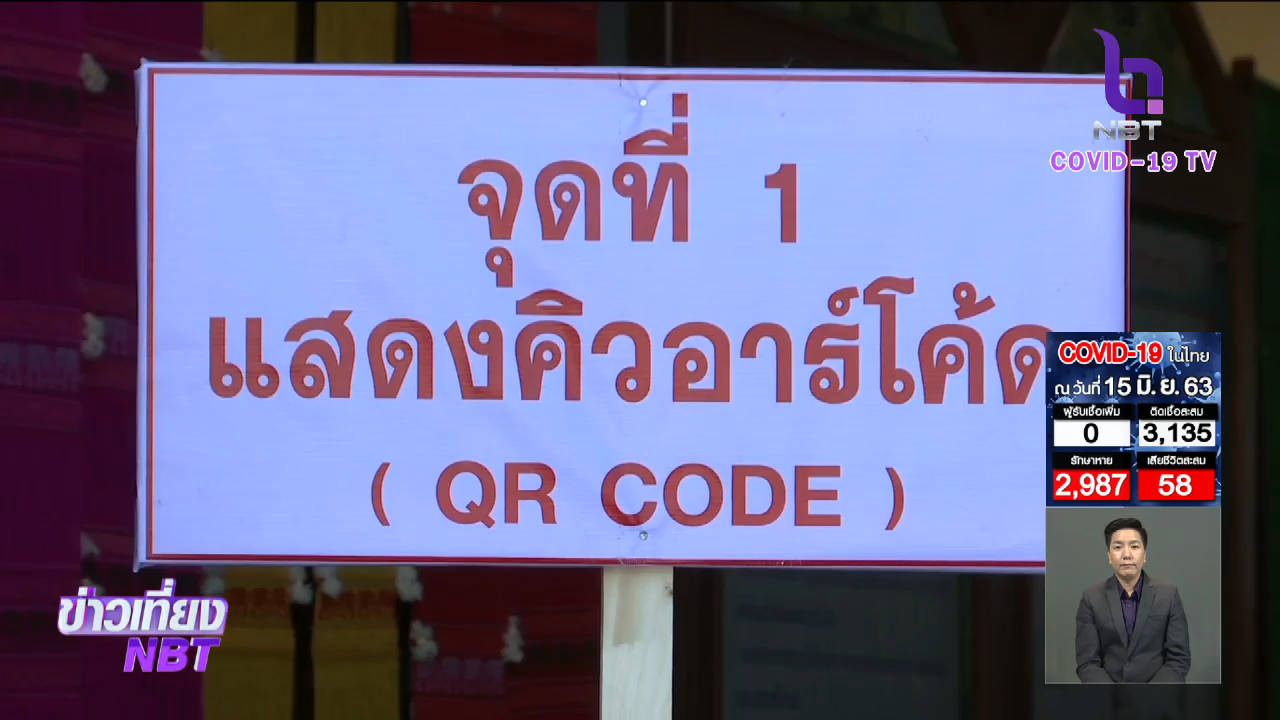 จุดที่ 1
แสดงคิวอาร์โค้ด
( QR CODE )
NBT
COVID-19 TV
COVID-19 ในไทย
ณ วันที่ 15 มิ.ย. 63
ผู้รับเชื้อเพิ่ม ติดเชื้อสะสม
0 3,135
รักษาหาย เสียชีวิตสะสม
2,987 58
ข่าวเที่ยง
NBT